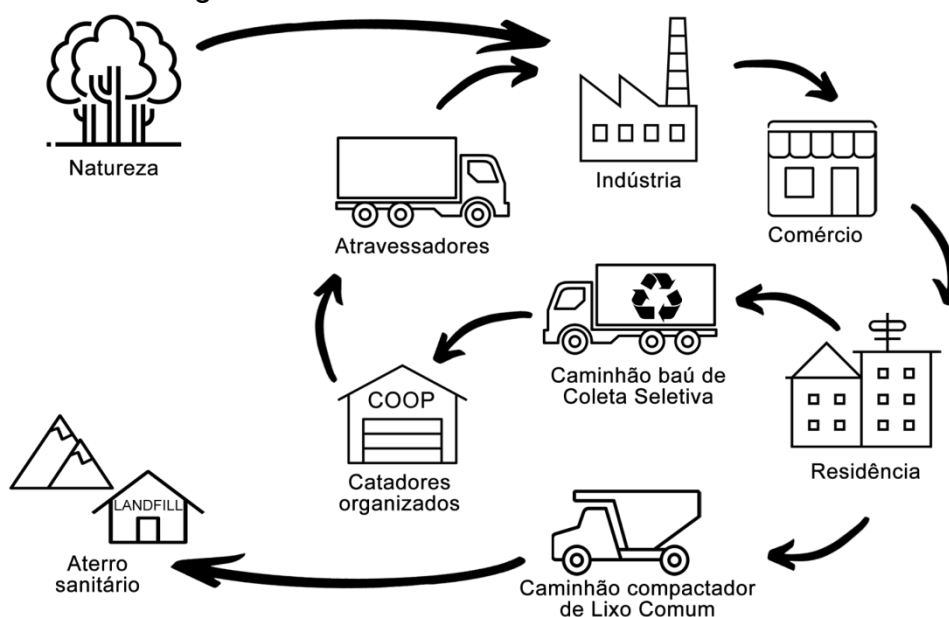 Natureza
Indústria
Comércio
Atravessadores
Caminhão baú de
Coleta Seletiva
COOP
Catadores
organizados
Residência
LANDFILL
Aterro
sanitário
Caminhão compactador
de Lixo Comum